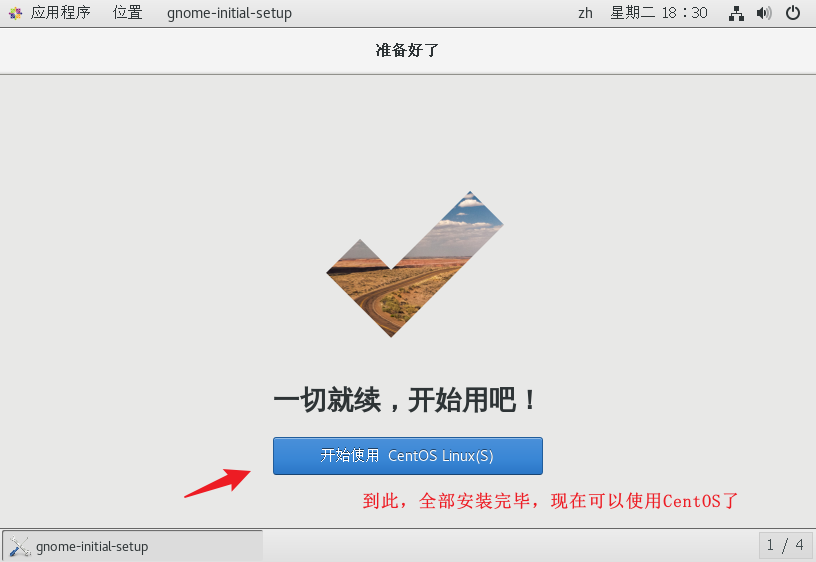 应用程序 位置 gnome-initial-setup zh 星期二 18：30
准备好了
一切就续，开始用吧！
开始使用 CentOS Linux(S)
到此，全部安装完毕，现在可以使用CentOS了
gnome-initial-setup 1 / 4